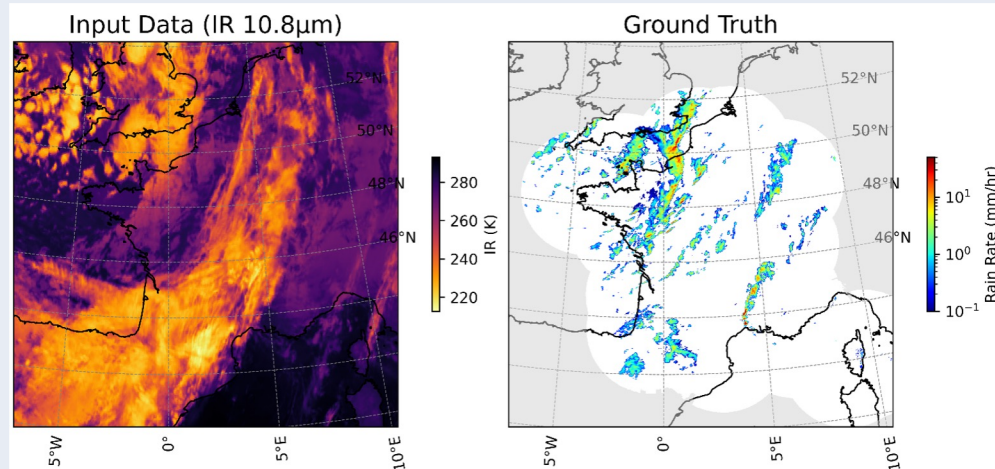 Input Data (IR 10.8µm)
52°N
50°N
48°N
46°N
5°W
0°
5°E
10°E
280
260
240
220
IR (K)
Ground Truth
52°N
50°N
48°N
46°N
5°W
0
5°E
10°E
10¹
10⁰
10⁻¹
Rain Rate (mm/hr)